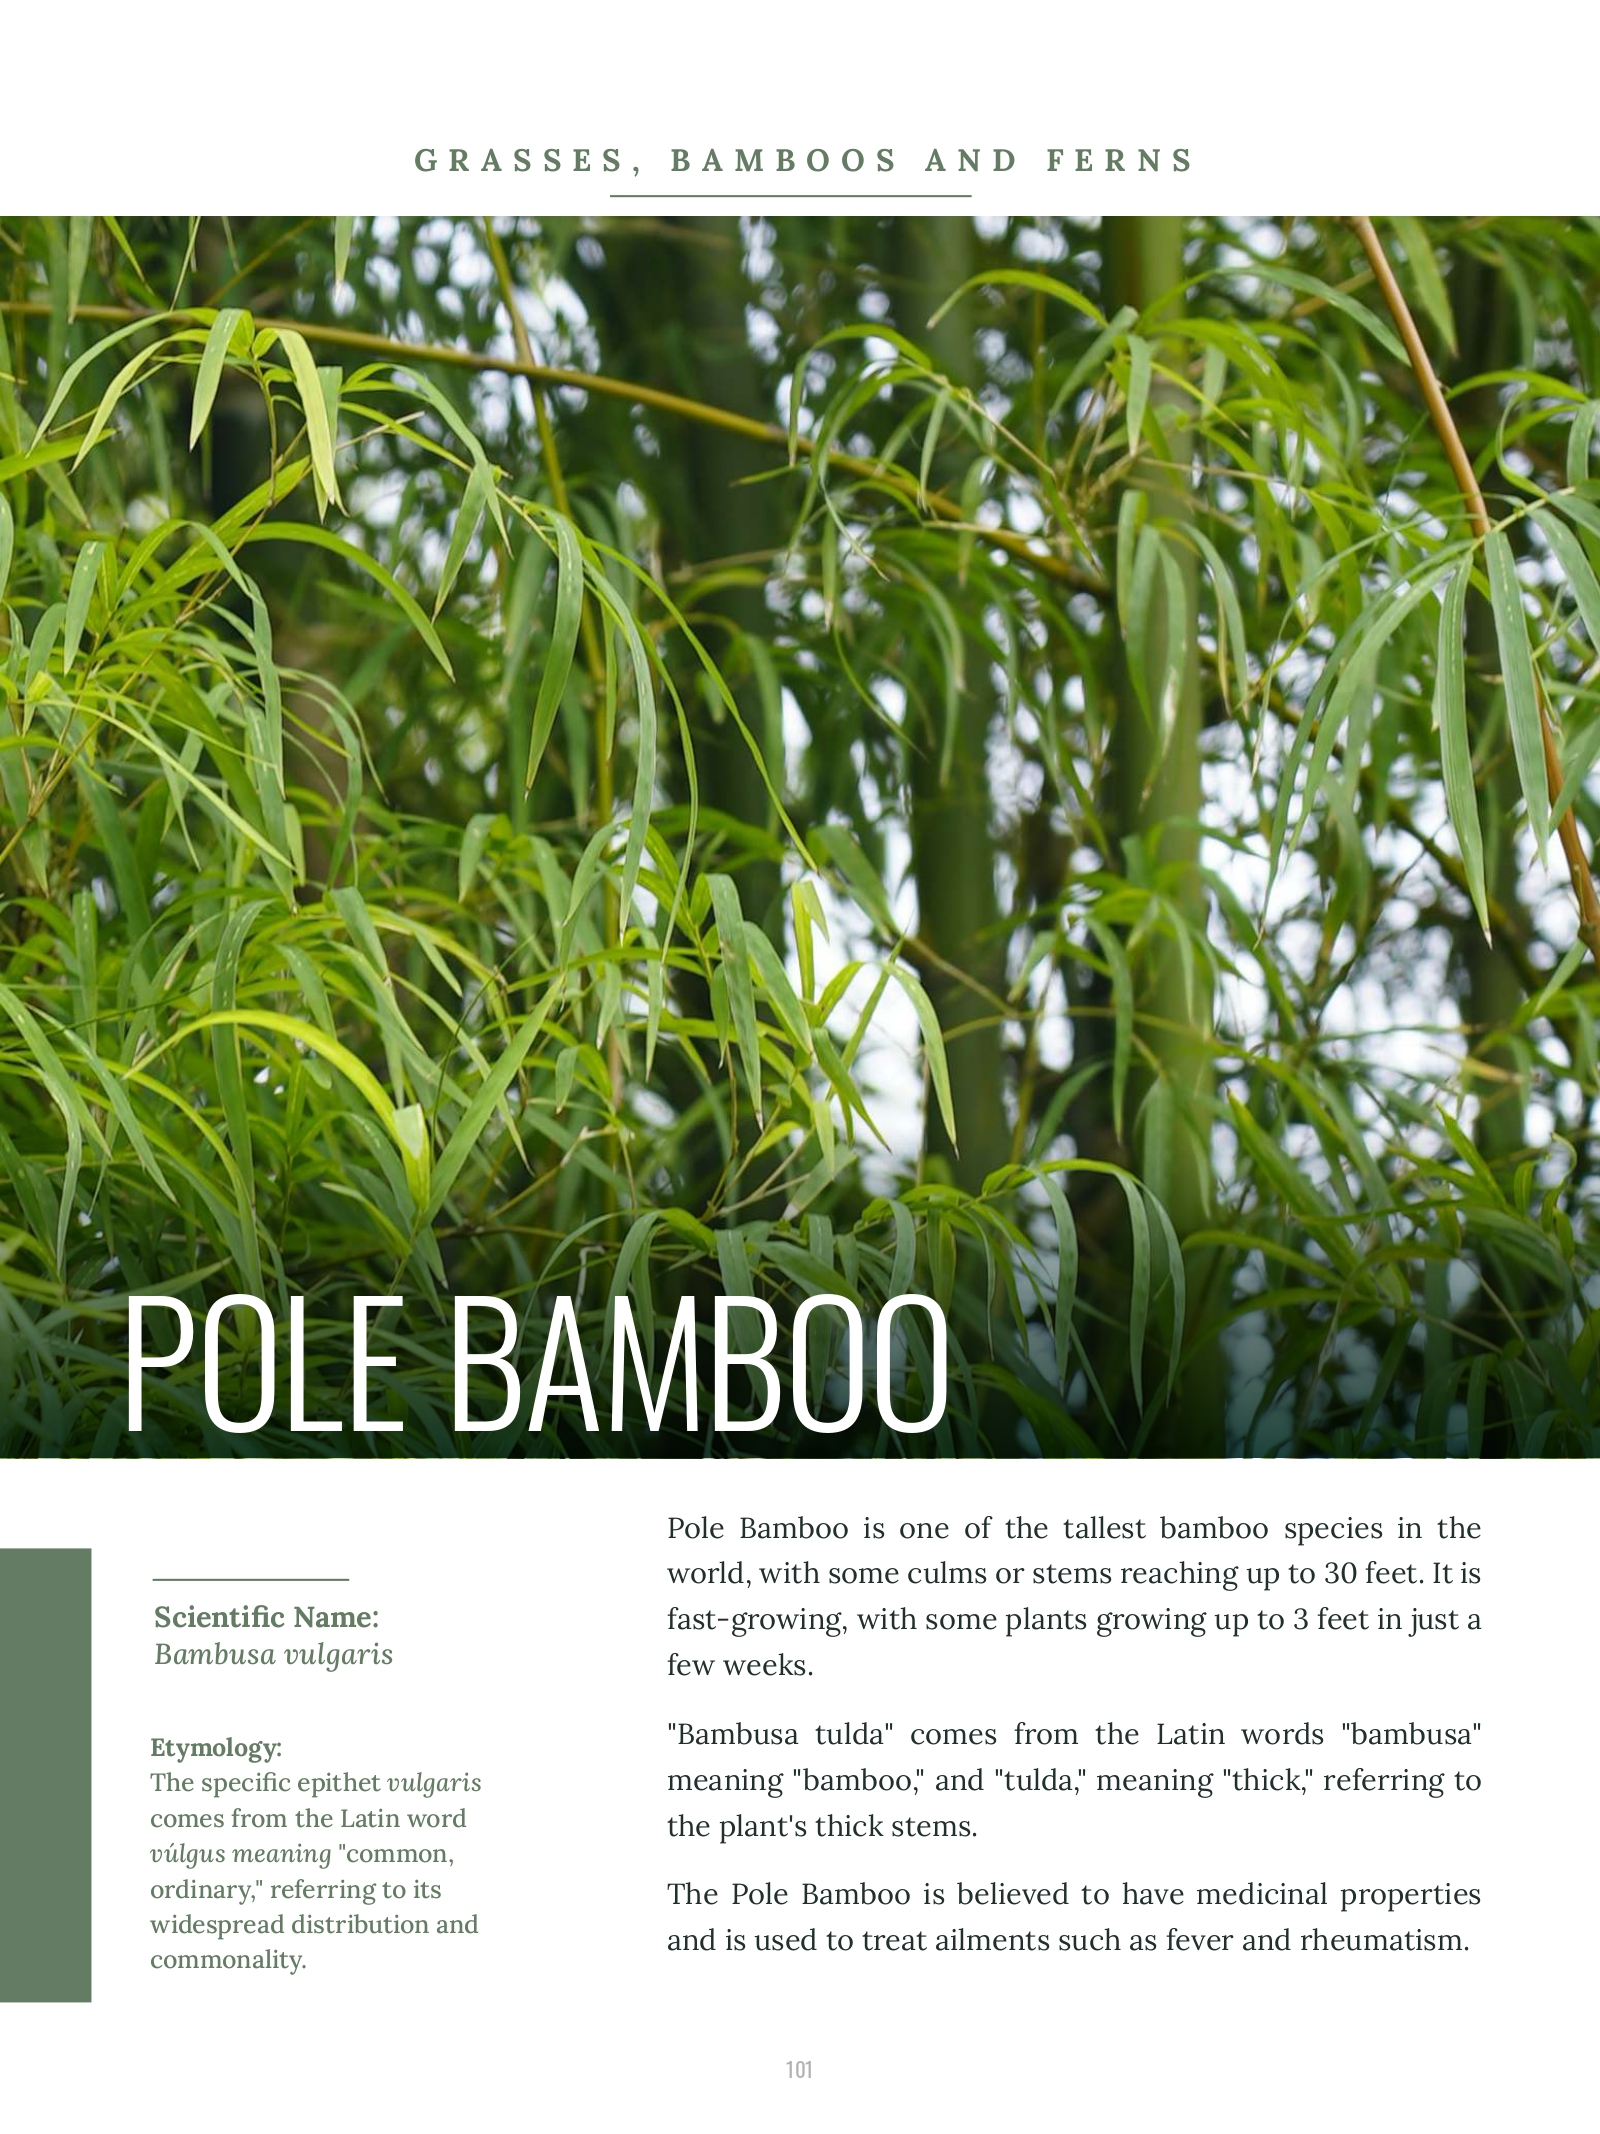 GRASSES, BAMBOOS AND FERNS
POLE BAMBOO
Scientific Name:
Bambusa vulgaris
Etymology:
The specific epithet vulgaris
comes from the Latin word
vúlgus meaning "common,
ordinary," referring to its
widespread distribution and
commonality.
Pole Bamboo is one of the tallest bamboo species in the
world, with some culms or stems reaching up to 30 feet. It is
fast-growing, with some plants growing up to 3 feet in just a
few weeks.
"Bambusa tulda" comes from the Latin words "bambusa"
meaning "bamboo," and "tulda," meaning "thick," referring to
the plant's thick stems.
The Pole Bamboo is believed to have medicinal properties
and is used to treat ailments such as fever and rheumatism.
101